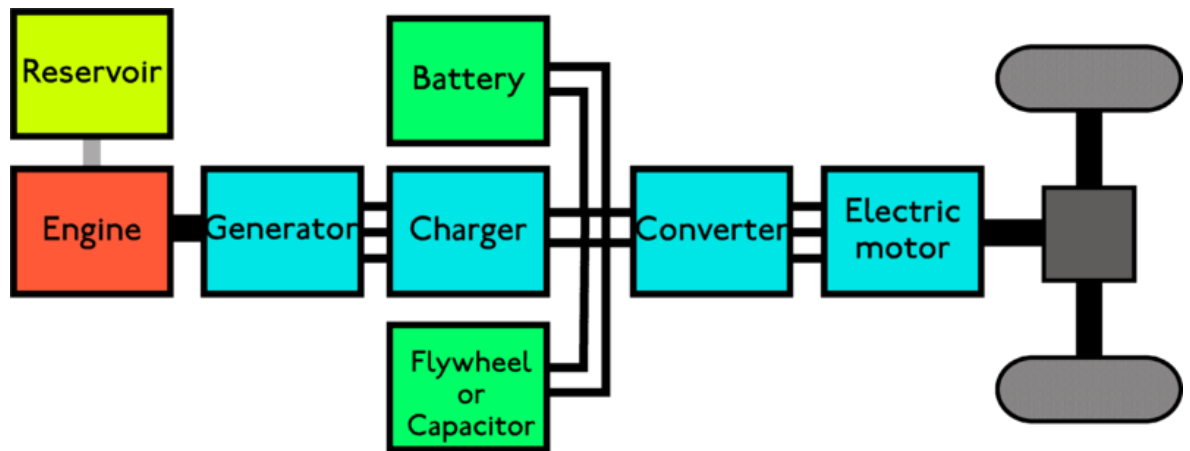 Reservoir
Battery
Engine
Generator
Charger
Converter
Electric
motor
Flywheel
or
Capacitor